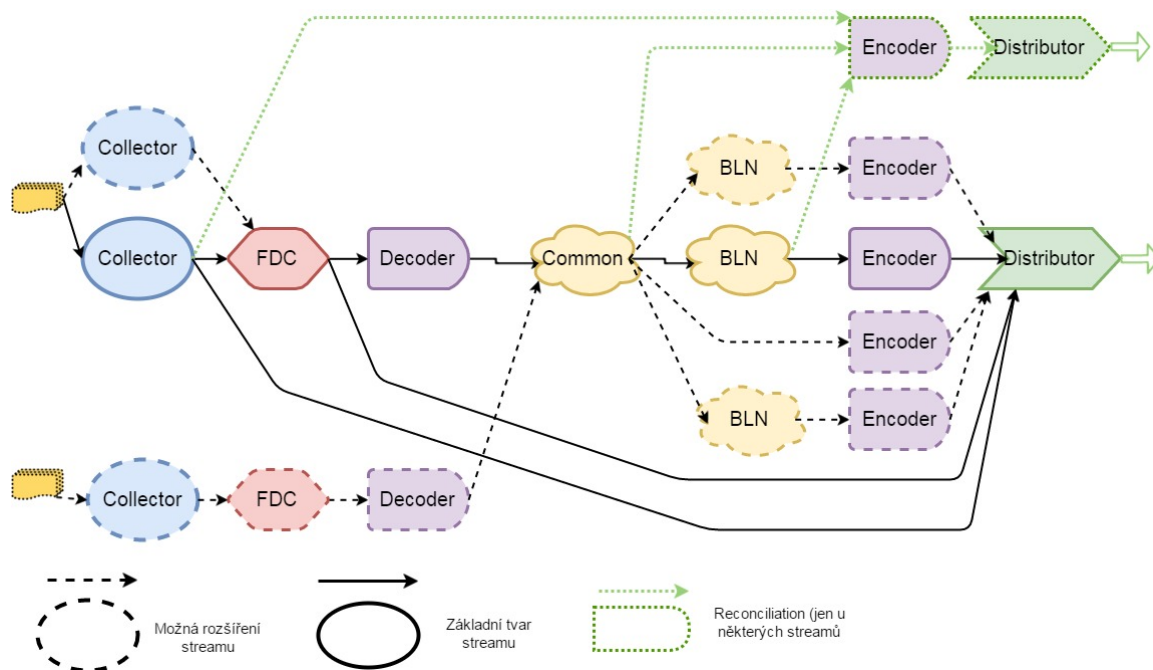 Encoder
Distributor
Collector
BLN
Encoder
Collector
FDC
Decoder
Common
BLN
Encoder
Distributor
Encoder
BLN
Encoder
Collector
FDC
Decoder
Možná rozšíření
streamu
Základní tvar
streamu
Reconciliation (jen u
některých streamů